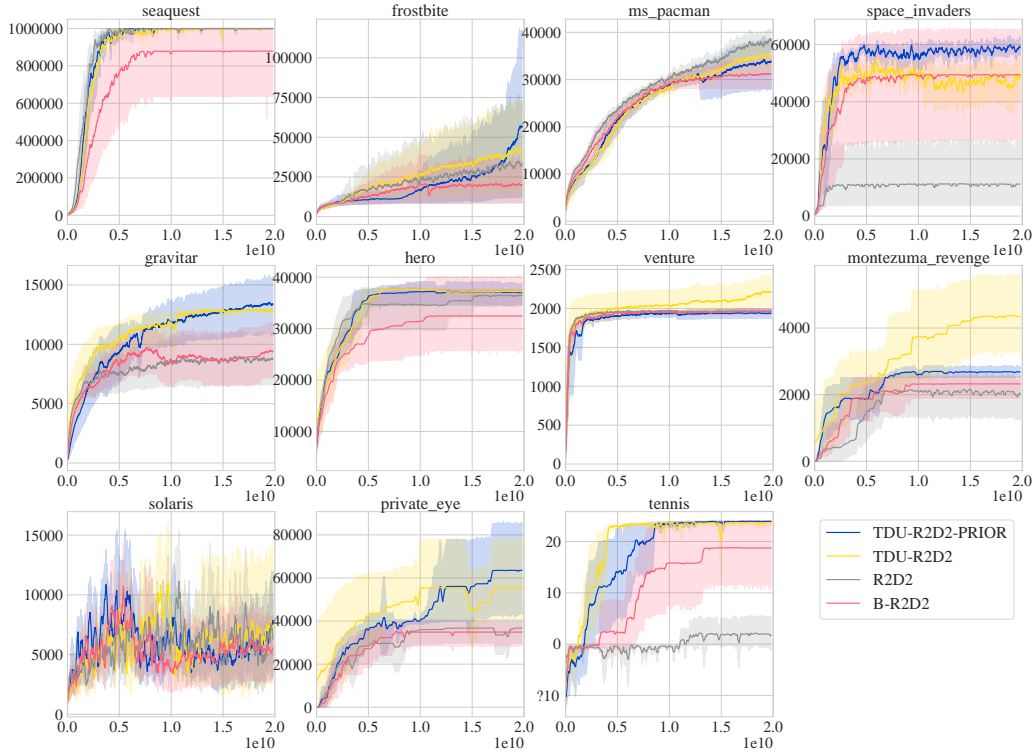 seaquest frostbite ms_pacman space_invaders
1000000
800000
600000
400000
200000
0
0.0 0.5 1.0 1.5 2.0
1e10
100000
75000
50000
25000
0
0.0 0.5 1.0 1.5 2.0
1e10
40000
30000
20000
10000
0
0.0 0.5 1.0 1.5 2.0
1e10
60000
40000
20000
0
0.0 0.5 1.0 1.5 2.0
1e10
gravitar hero venture montezuma_revenge
15000
10000
5000
0
0.0 0.5 1.0 1.5 2.0
1e10
40000
30000
20000
10000
0.0 0.5 1.0 1.5 2.0
1e10
2500
2000
1500
1000
500
0
0.0 0.5 1.0 1.5 2.0
1e10
4000
2000
0
0.0 0.5 1.0 1.5 2.0
1e10
solaris private_eye tennis
15000
10000
5000
0
0.0 0.5 1.0 1.5 2.0
1e10
80000
60000
40000
20000
0
0.0 0.5 1.0 1.5 2.0
1e10
20
10
0
?10
0.0 0.5 1.0 1.5 2.0
1e10
TDU-R2D2-PRIOR
TDU-R2D2
R2D2
B-R2D2